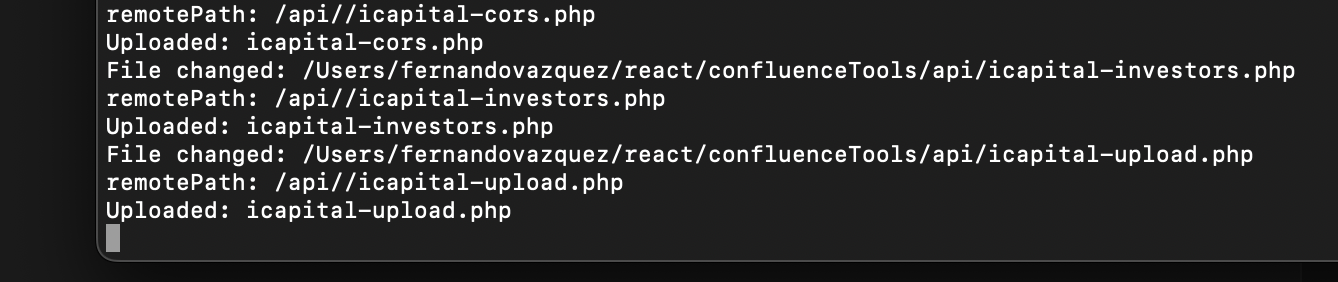 remotePath: /api//icapital-cors.php
Uploaded: icapital-cors.php
File changed: /Users/fernandovazquez/react/confluenceTools/api/icapital-investors.php
remotePath: /api//icapital-investors.php
Uploaded: icapital-investors.php
File changed: /Users/fernandovazquez/react/confluenceTools/api/icapital-upload.php
remotePath: /api//icapital-upload.php
Uploaded: icapital-upload.php